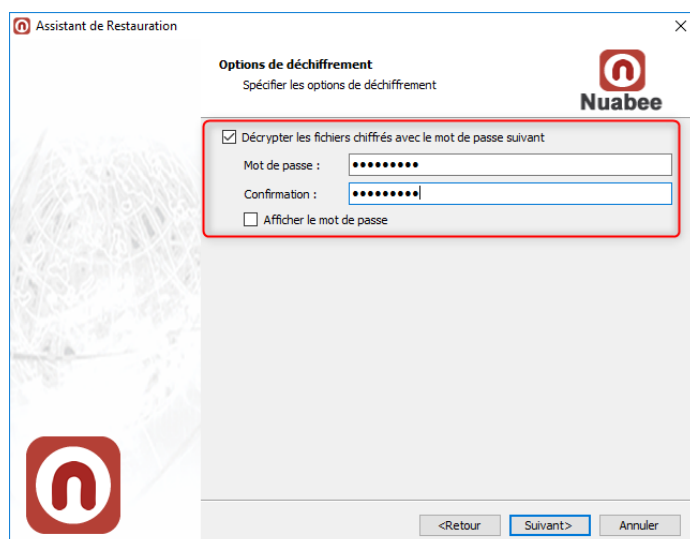 Assistant de Restauration
Options de déchiffrement
Spécifier les options de déchiffrement
Nuabee
Décrypter les fichiers chiffrés avec le mot de passe suivant
Mot de passe : •••••••••
Confirmation : •••••••••
Afficher le mot de passe
<Retour Suivant> Annuler